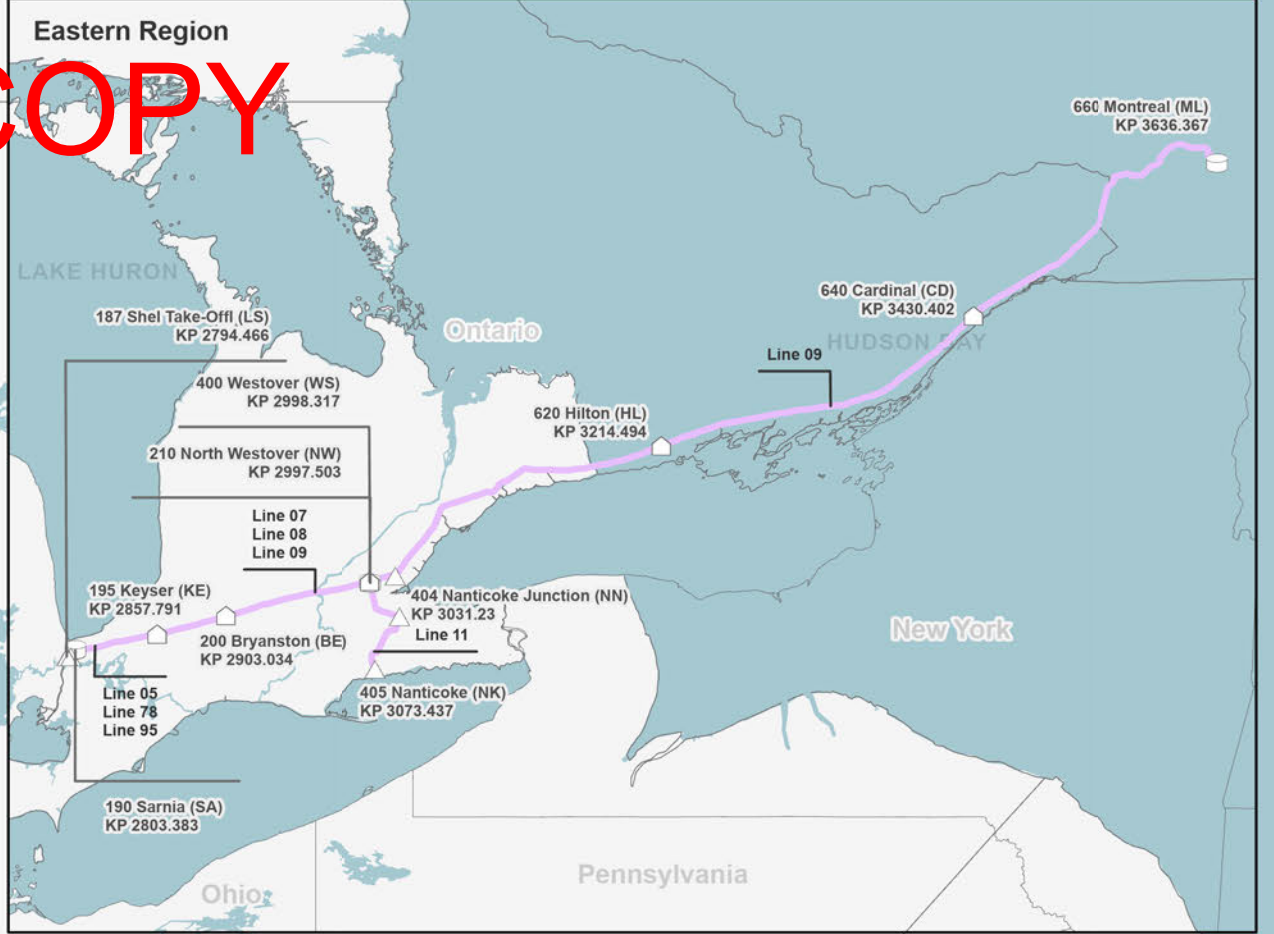 Eastern Region
COPY
660 Montreal (ML)
KP 3636.367
LAKE HURON
640 Cardinal (CD)
KP 3430.402
187 Shel Take-Offl (LS)
KP 2794.466
Ontario
HUDSON BAY
Line 09
400 Westover (WS)
KP 2998.317
620 Hilton (HL)
KP 3214.494
210 North Westover (NW)
KP 2997.503
Line 07
Line 08
Line 09
195 Keyser (KE)
KP 2857.791
404 Nanticoke Junction (NN)
KP 3031.23
Line 11
200 Bryanston (BE)
KP 2903.034
New York
405 Nanticoke (NK)
KP 3073.437
Line 05
Line 78
Line 95
190 Sarnia (SA)
KP 2803.383
Pennsylvania
Ohio